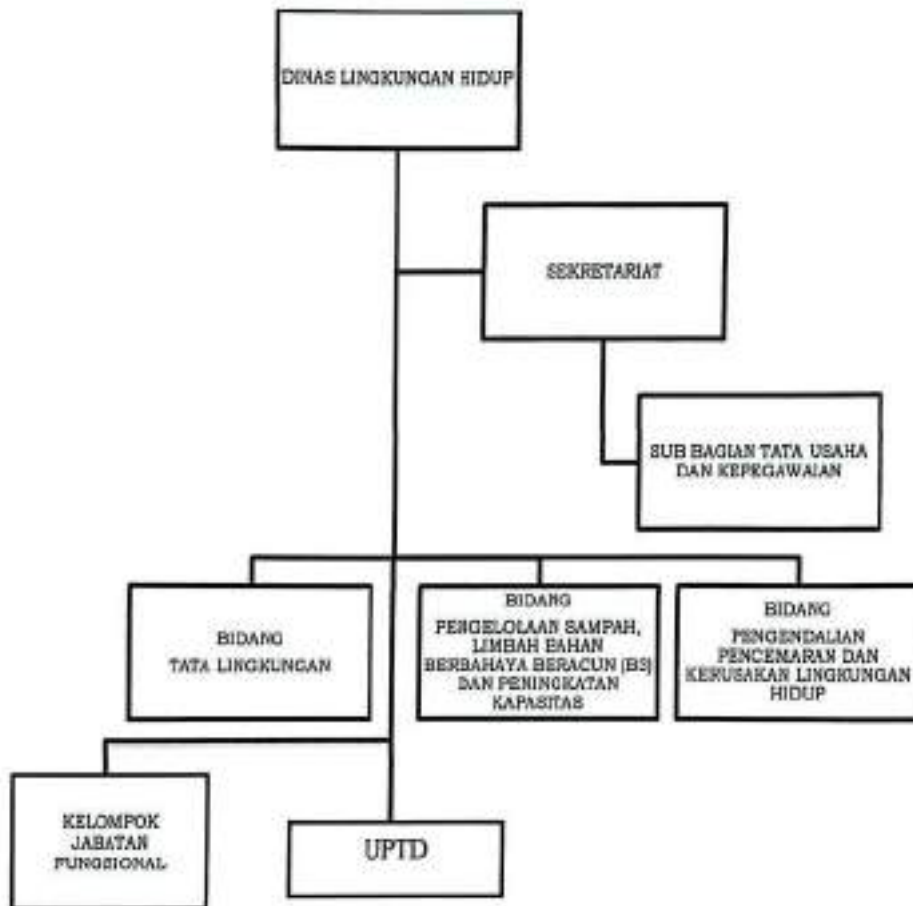 DINAS LINGKUNGAN HIDUP
SEKRETARIAT
SUB BAGIAN TATA USAHA
DAN KEPEGAWAIAN
BIDANG
TATA LINGKUNGAN
BIDANG
PENGELOLAAN SAMPAH,
LIMBAH BAHAN
BERBAHAYA BERACUN (B3)
DAN PENINGKATAN
KAPASITAS
BIDANG
PENGENDALIAN
PENCEMARAN DAN
KERUSAKAN LINGKUNGAN
HIDUP
KELOMPOK
JABATAN
FUNGSIONAL
UPTD